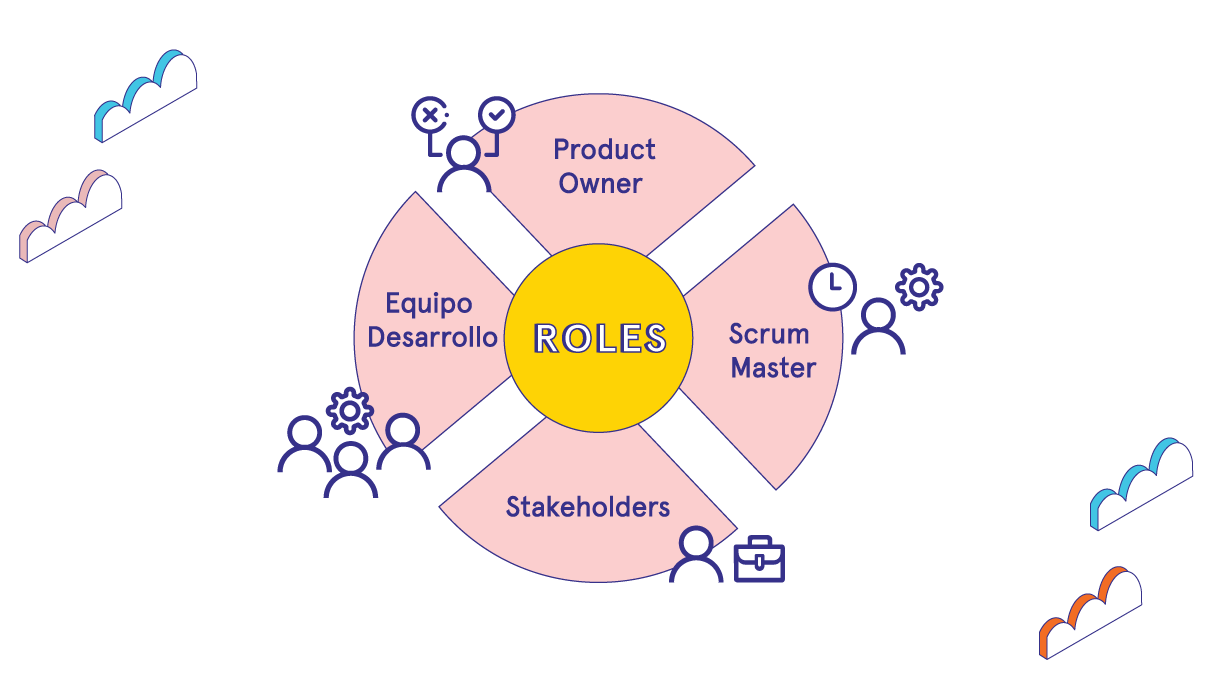 Product
Owner
Equipo
Desarrollo
ROLES
Scrum
Master
Stakeholders